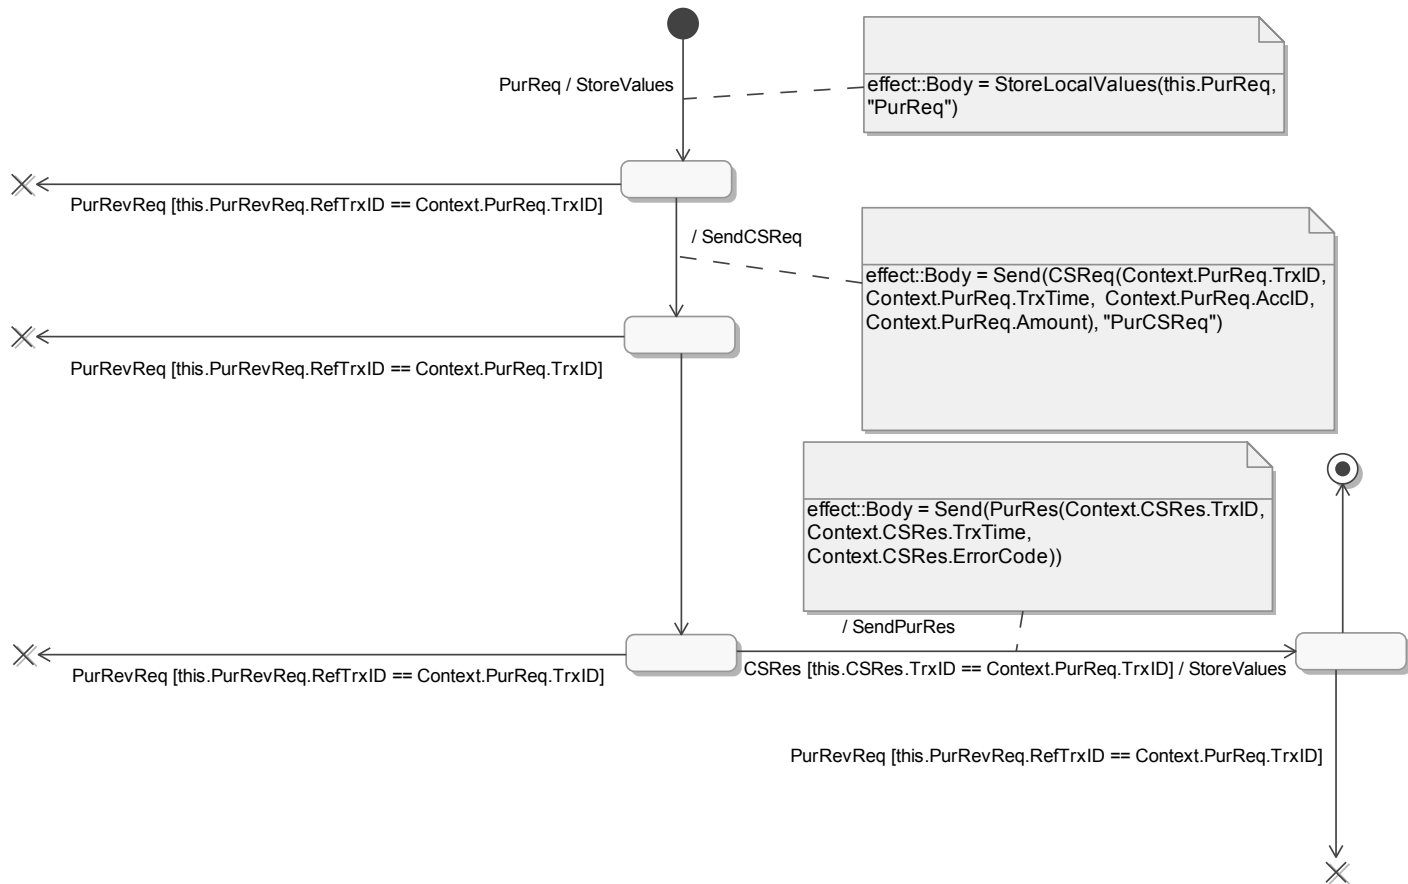 PurReq / StoreValues
effect::Body = StoreLocalValues(this.PurReq,
"PurReq")
PurRevReq [this.PurRevReq.RefTrxID == Context.PurReq.TrxID]
/ SendCSReq
effect::Body = Send(CSReq(Context.PurReq.TrxID,
Context.PurReq.TrxTime, Context.PurReq.AccID,
Context.PurReq.Amount), "PurCSReq")
PurRevReq [this.PurRevReq.RefTrxID == Context.PurReq.TrxID]
effect::Body = Send(PurRes(Context.CSRes.TrxID,
Context.CSRes.TrxTime,
Context.CSRes.ErrorCode))
/ SendPurRes
PurRevReq [this.PurRevReq.RefTrxID == Context.PurReq.TrxID]
CSRes [this.CSRes.TrxID == Context.PurReq.TrxID] / StoreValues
PurRevReq [this.PurRevReq.RefTrxID == Context.PurReq.TrxID]